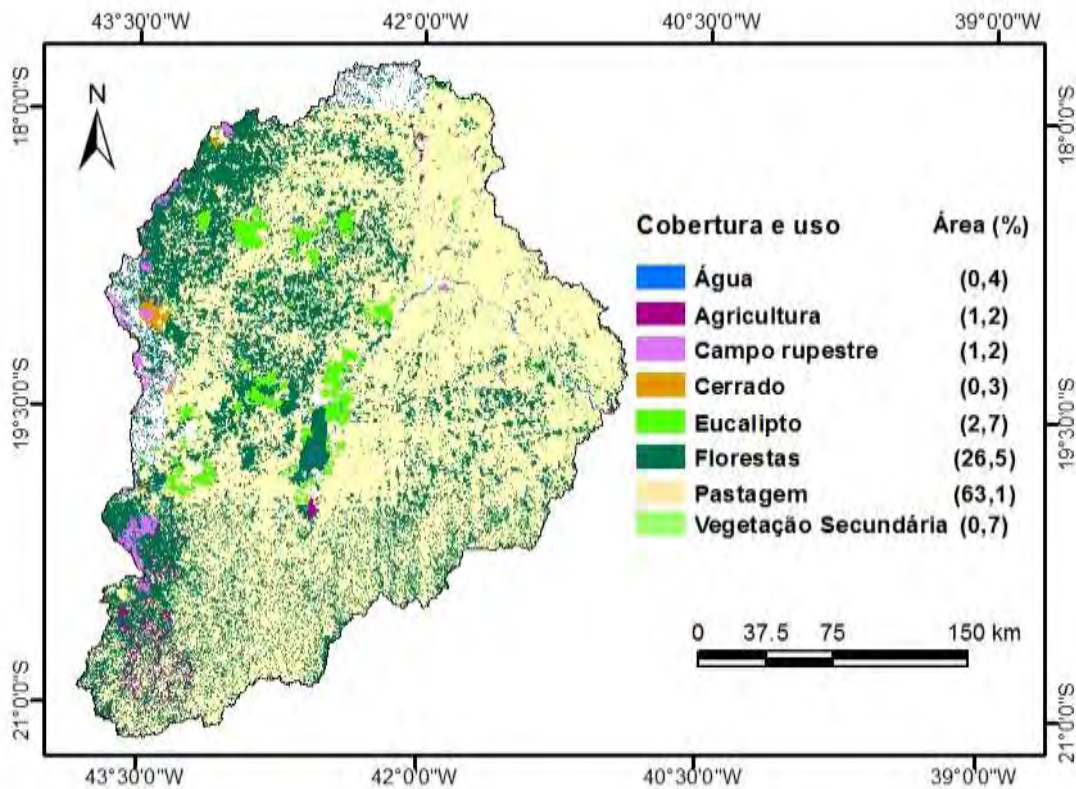 43°30'0"W 42°0'0"W 40°30'0"W 39°0'0"W
N
18°0'0"S 18°0'0"S
Cobertura e uso Área (%)
Água (0,4)
Agricultura (1,2)
Campo rupestre (1,2)
Cerrado (0,3)
Eucalipto (2,7)
Florestas (26,5)
Pastagem (63,1)
Vegetação Secundária (0,7)
19°30'0"S 19°30'0"S
0 37.5 75 150 km
21°0'0"S 21°0'0"S
43°30'0"W 42°0'0"W 40°30'0"W 39°0'0"W